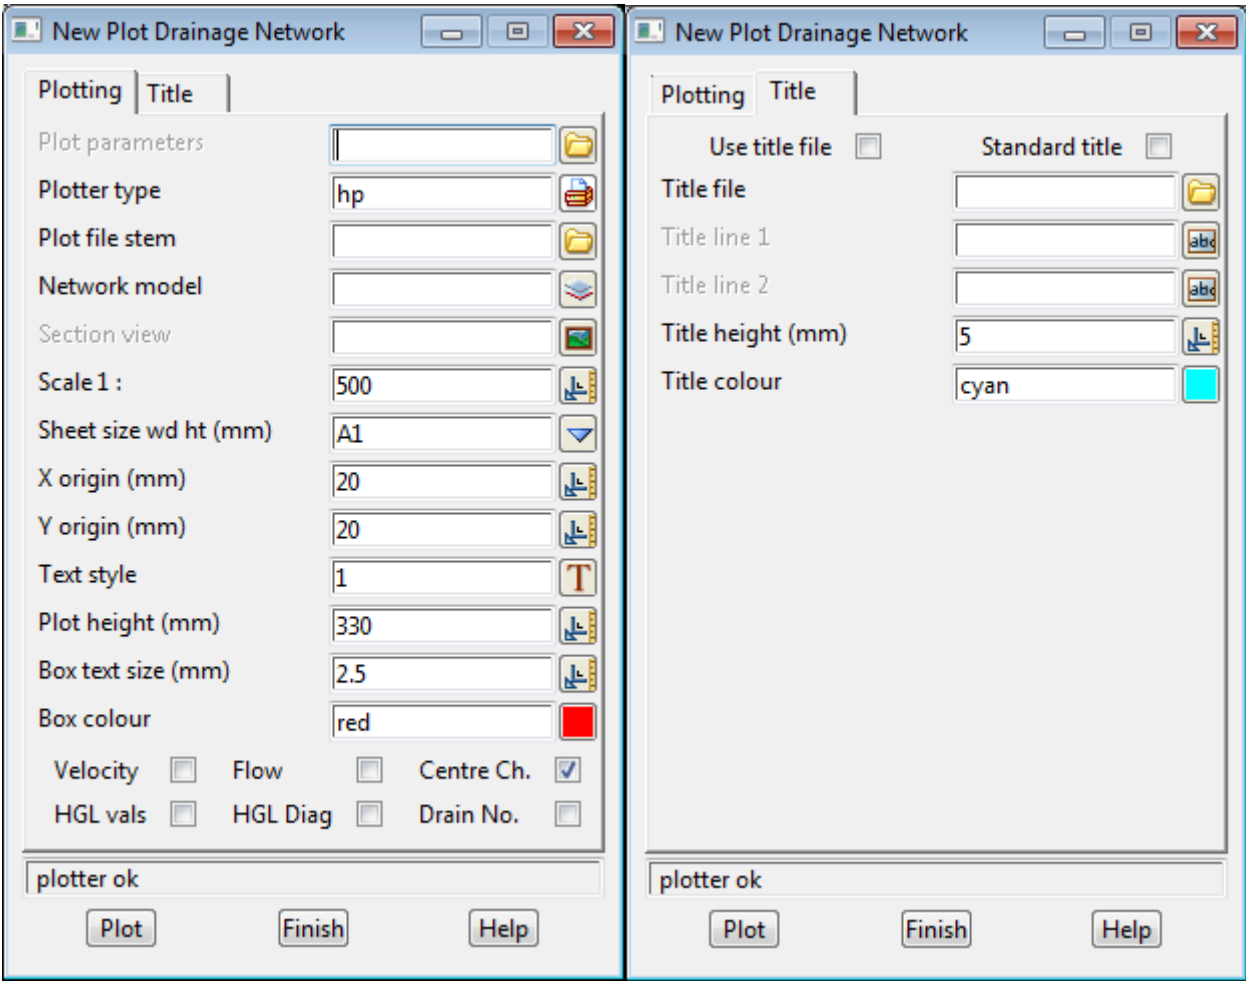 New Plot Drainage Network
Plotting Title
Plot parameters
Plotter type hp
Plot file stem
Network model
Section view
Scale 1 : 500
Sheet size wd ht (mm) A1
X origin (mm) 20
Y origin (mm) 20
Text style 1 T
Plot height (mm) 330
Box text size (mm) 2.5
Box colour red
Velocity Flow Centre Ch.
HGL vals HGL Diag Drain No.
plotter ok
Plot Finish Help
New Plot Drainage Network
Plotting Title
Use title file Standard title
Title file
Title line 1 abc
Title line 2 abc
Title height (mm) 5
Title colour cyan
plotter ok
Plot Finish Help